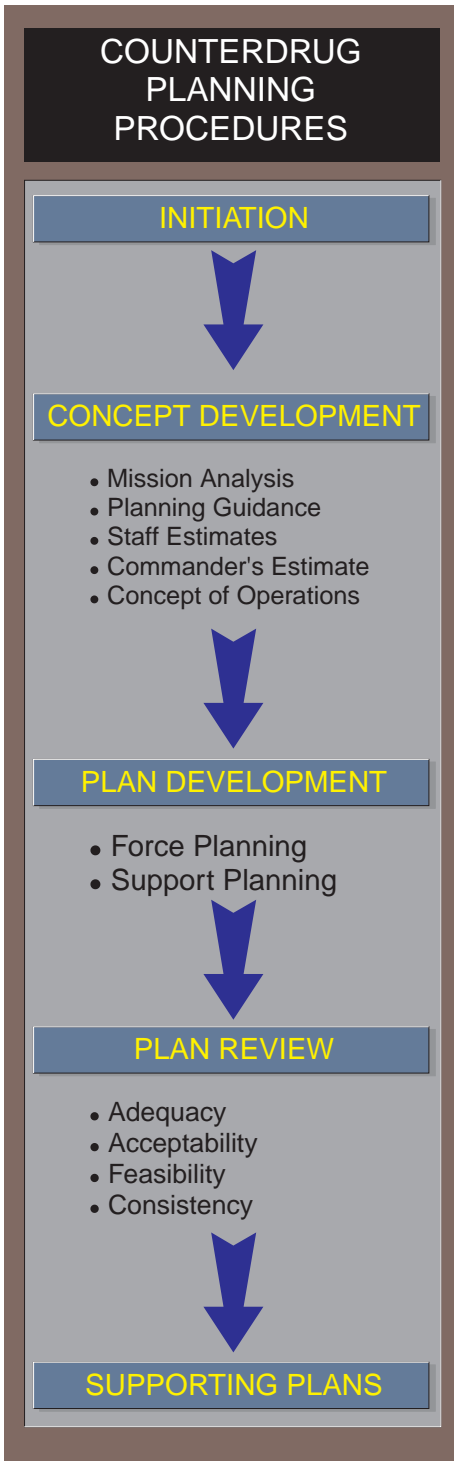 COUNTERDRUG
PLANNING
PROCEDURES
INITIATION
CONCEPT DEVELOPMENT
• Mission Analysis
• Planning Guidance
• Staff Estimates
• Commander's Estimate
• Concept of Operations
PLAN DEVELOPMENT
• Force Planning
• Support Planning
PLAN REVIEW
• Adequacy
• Acceptability
• Feasibility
• Consistency
SUPPORTING PLANS